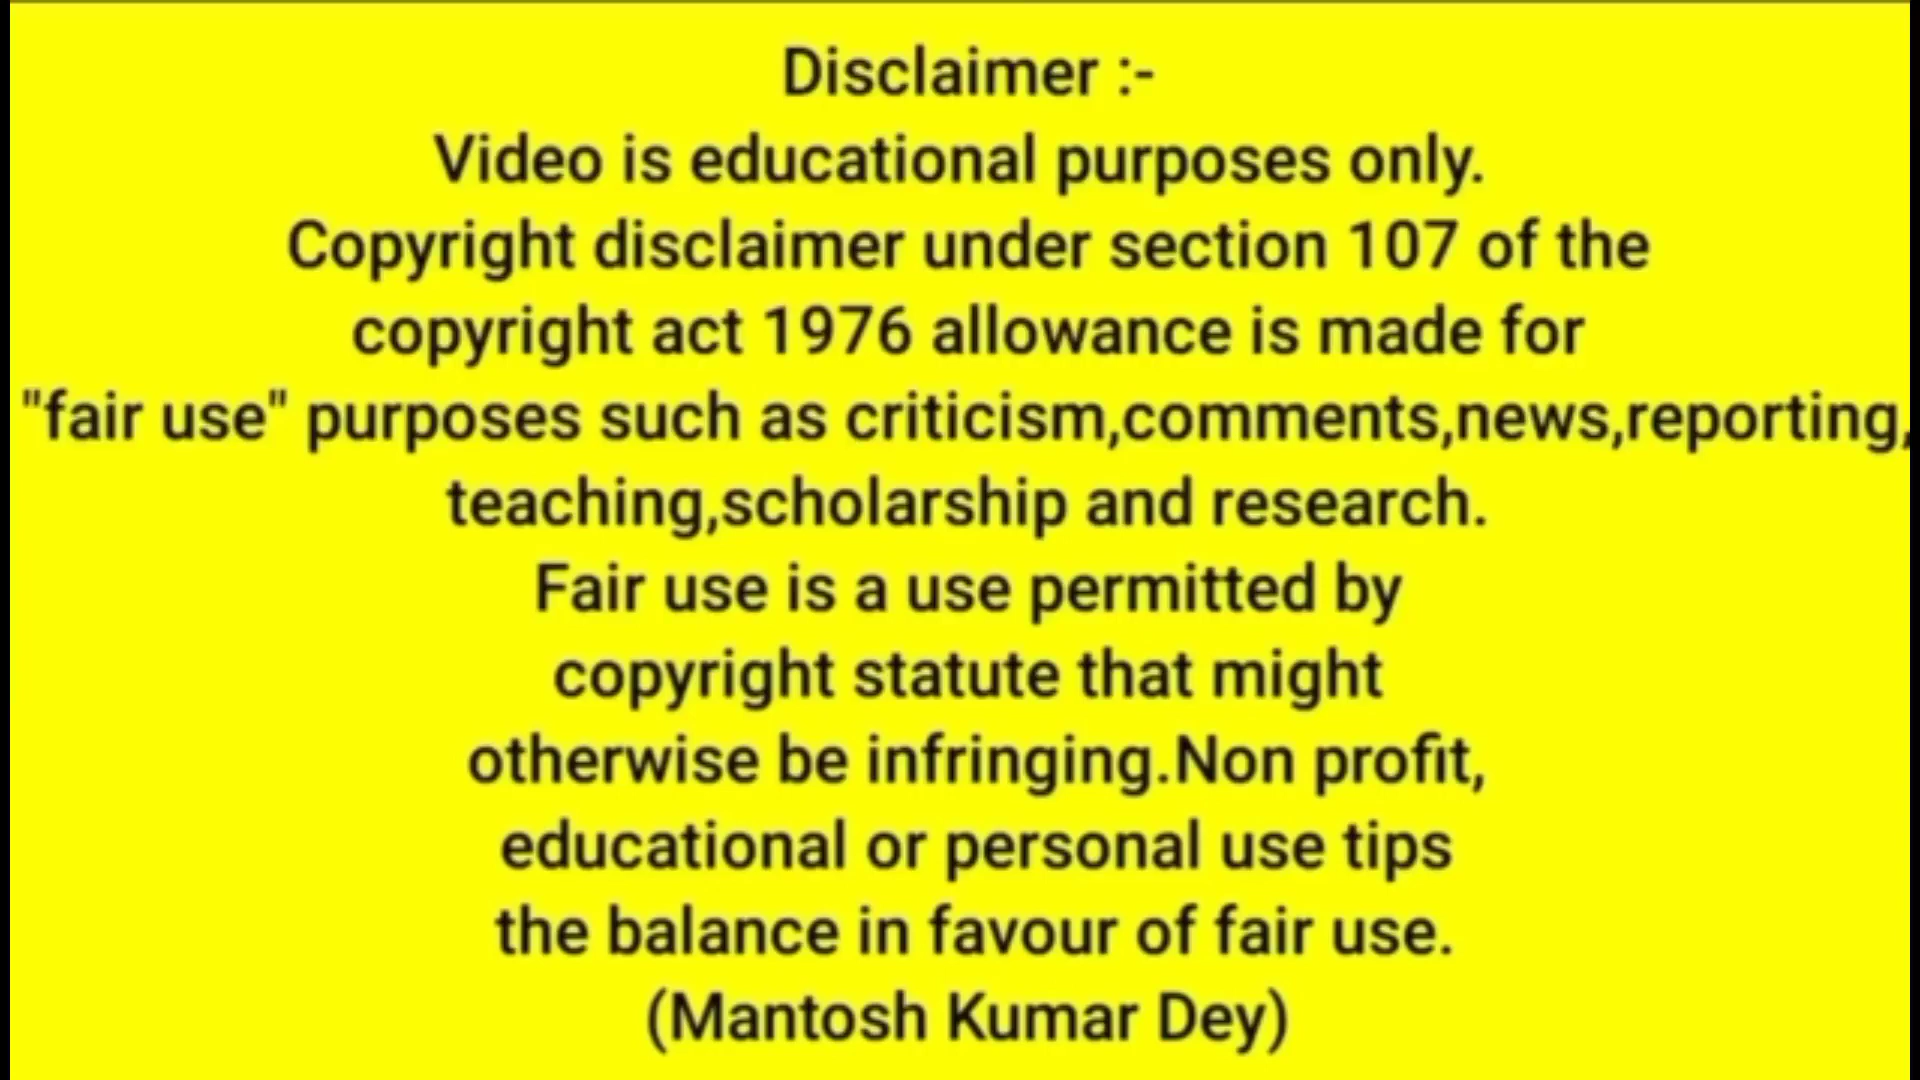 Disclaimer :-
Video is educational purposes only.
Copyright disclaimer under section 107 of the
copyright act 1976 allowance is made for
"fair use" purposes such as criticism,comments,news,reporting,
teaching,scholarship and research.
Fair use is a use permitted by
copyright statute that might
otherwise be infringing.Non profit,
educational or personal use tips
the balance in favour of fair use.
(Mantosh Kumar Dey)